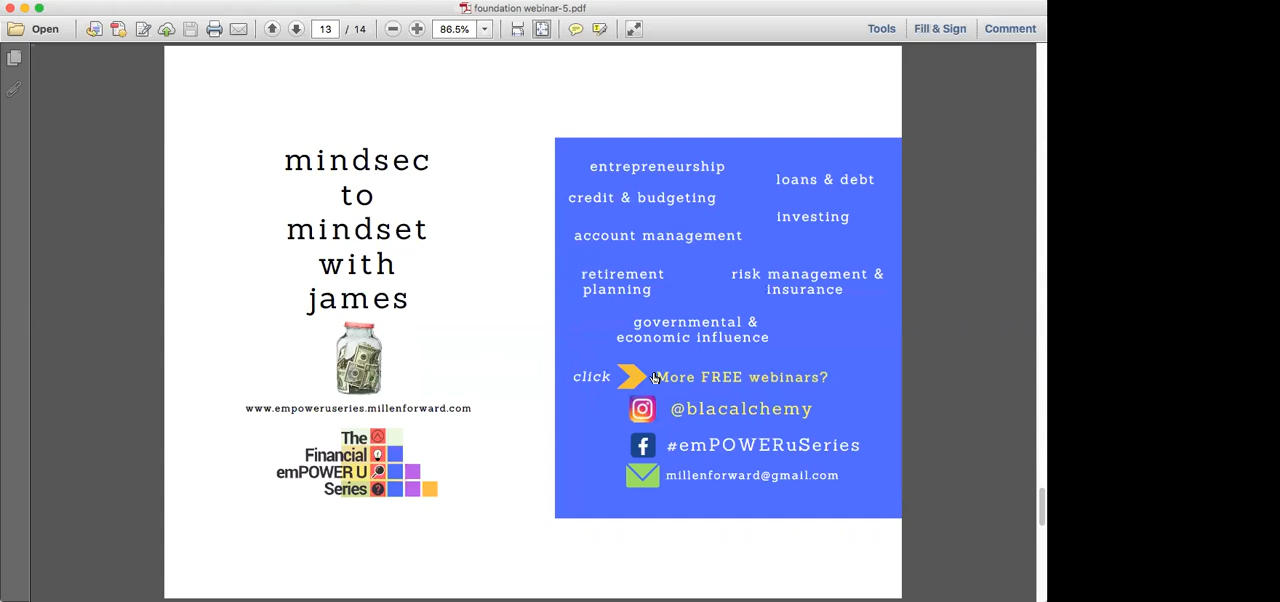 foundation webinar-5.pdf
Open
13 / 14
86.5%
Tools
Fill & Sign
Comment
mindsec
to
mindset
with
james
www.empoweruseries.millenforward.com
The
Financial
emPOWER U
Series
entrepreneurship
loans & debt
credit & budgeting
investing
account management
retirement
planning
risk management &
insurance
governmental &
economic influence
click
More FREE webinars?
@blacalchemy
#emPOWERuSeries
millenforward@gmail.com